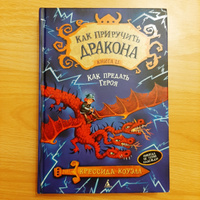 КАК ПРИРУЧИТЬ
ДРАКОНА
КНИГА 11
КАК ПРЕДАТЬ
ГЕРОЯ
КРЕССИДА КОУЭЛЛ